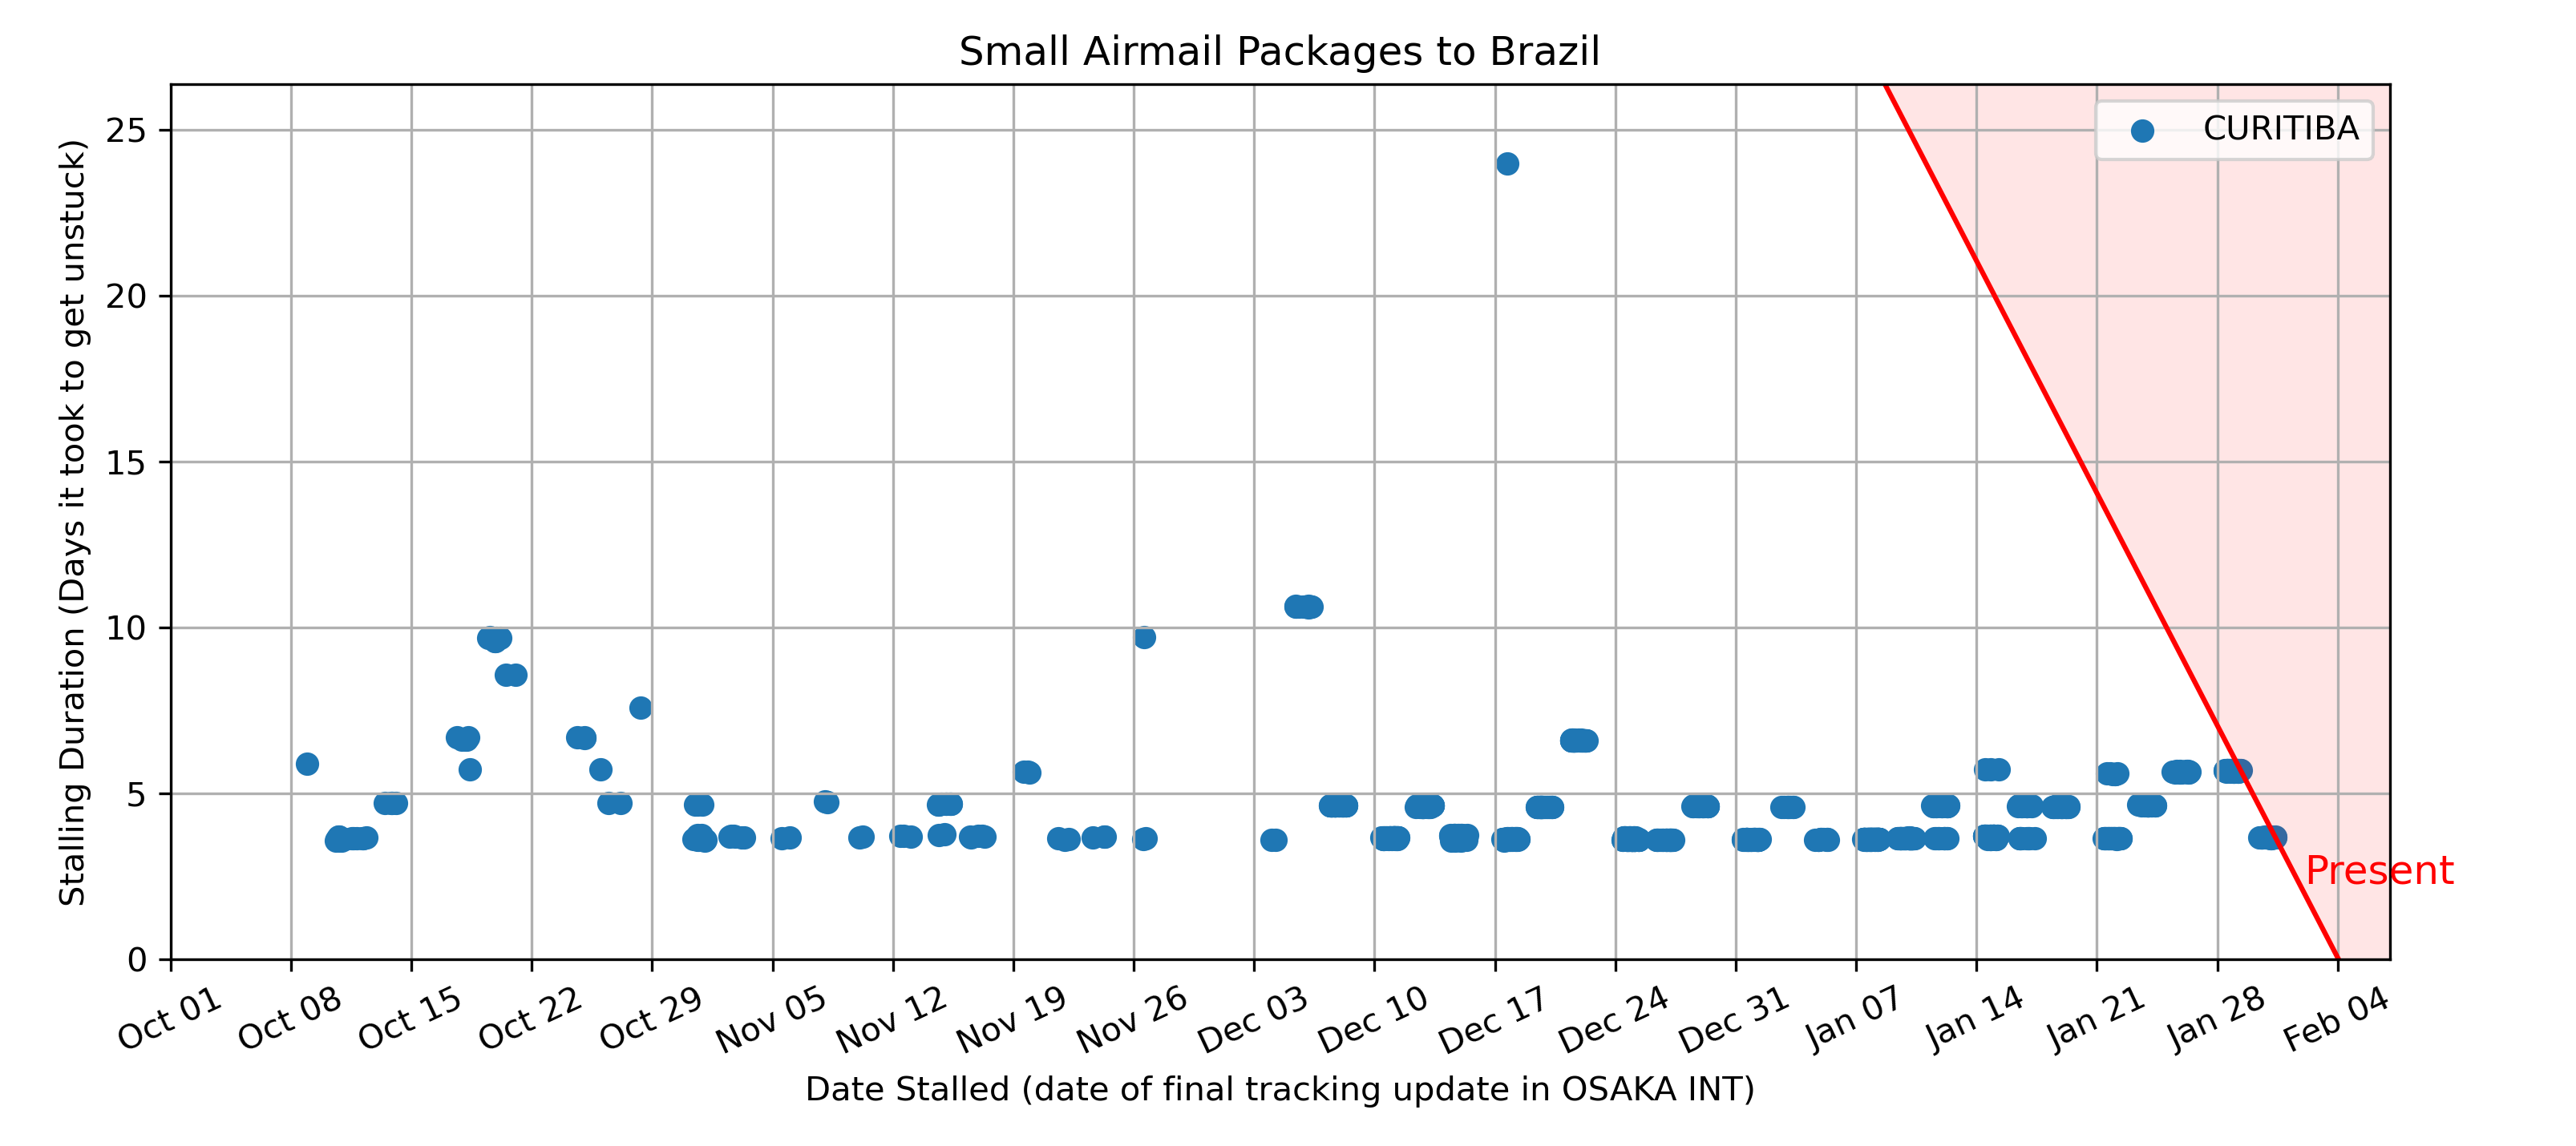 Small Airmail Packages to Brazil
CURITIBA
25
20
15
10
5
0
Stalling Duration (Days it took to get unstuck)
Present
Oct 01
Oct 08
Oct 15
Oct 22
Oct 29
Nov 05
Nov 12
Nov 19
Nov 26
Dec 03
Dec 10
Dec 17
Dec 24
Dec 31
Jan 07
Jan 14
Jan 21
Jan 28
Feb 04
Date Stalled (date of final tracking update in OSAKA INT)